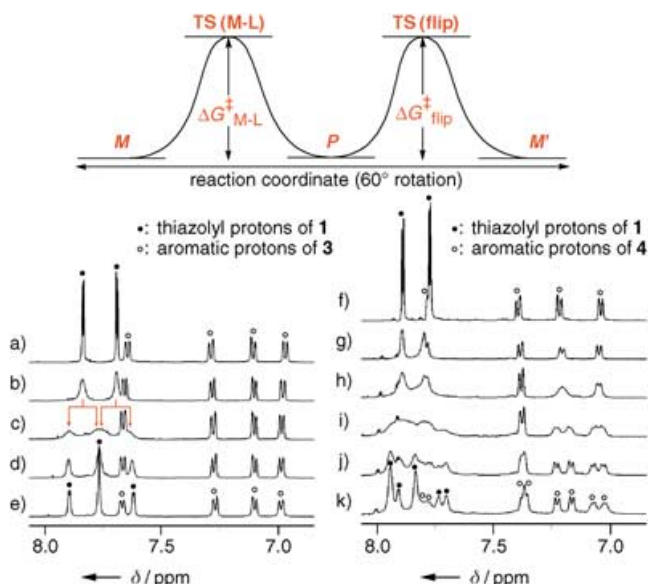 TS (M-L) TS (flip)
ΔG‡M-L ΔG‡flip
M P M'
reaction coordinate (60° rotation)
•: thiazolyl protons of 1
○: aromatic protons of 3
a)
b)
c)
d)
e)
8.0 7.5 7.0
δ / ppm
•: thiazolyl protons of 1
○: aromatic protons of 4
f)
g)
h)
i)
j)
k)
8.0 7.5 7.0
δ / ppm